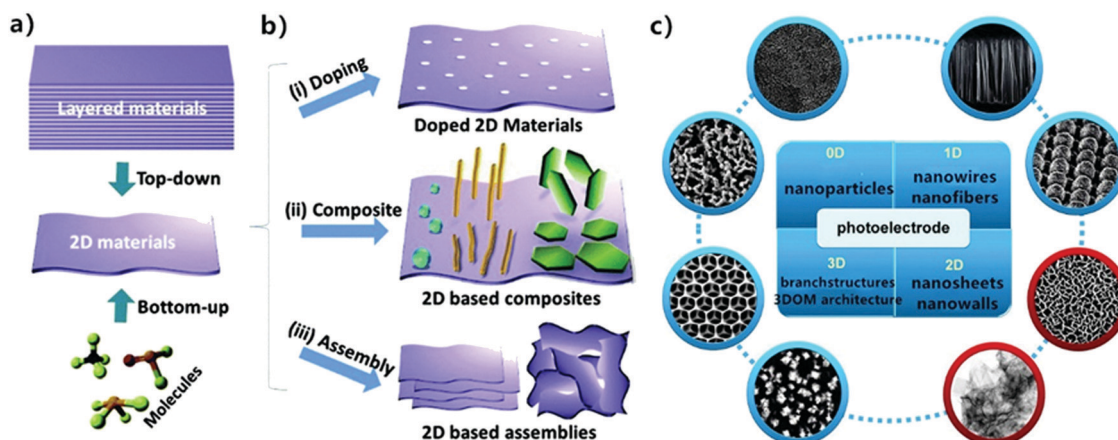 a)
Layered materials
Top-down
2D materials
Bottom-up
Molecules
b)
(i) Doping
Doped 2D Materials
(ii) Composite
2D based composites
(iii) Assembly
2D based assemblies
c)
0D
nanoparticles
1D
nanowires
nanofibers
photoelectrode
3D
branchstructures
3DOM architecture
2D
nanosheets
nanowalls